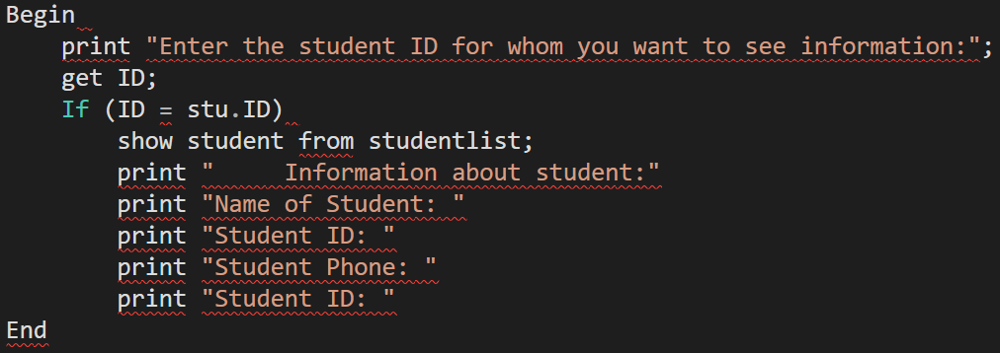 Begin
    print "Enter the student ID for whom you want to see information:";
    get ID;
    If (ID = stu.ID)
        show student from studentlist;
        print "     Information about student:"
        print "Name of Student: "
        print "Student ID: "
        print "Student Phone: "
        print "Student ID: "
End